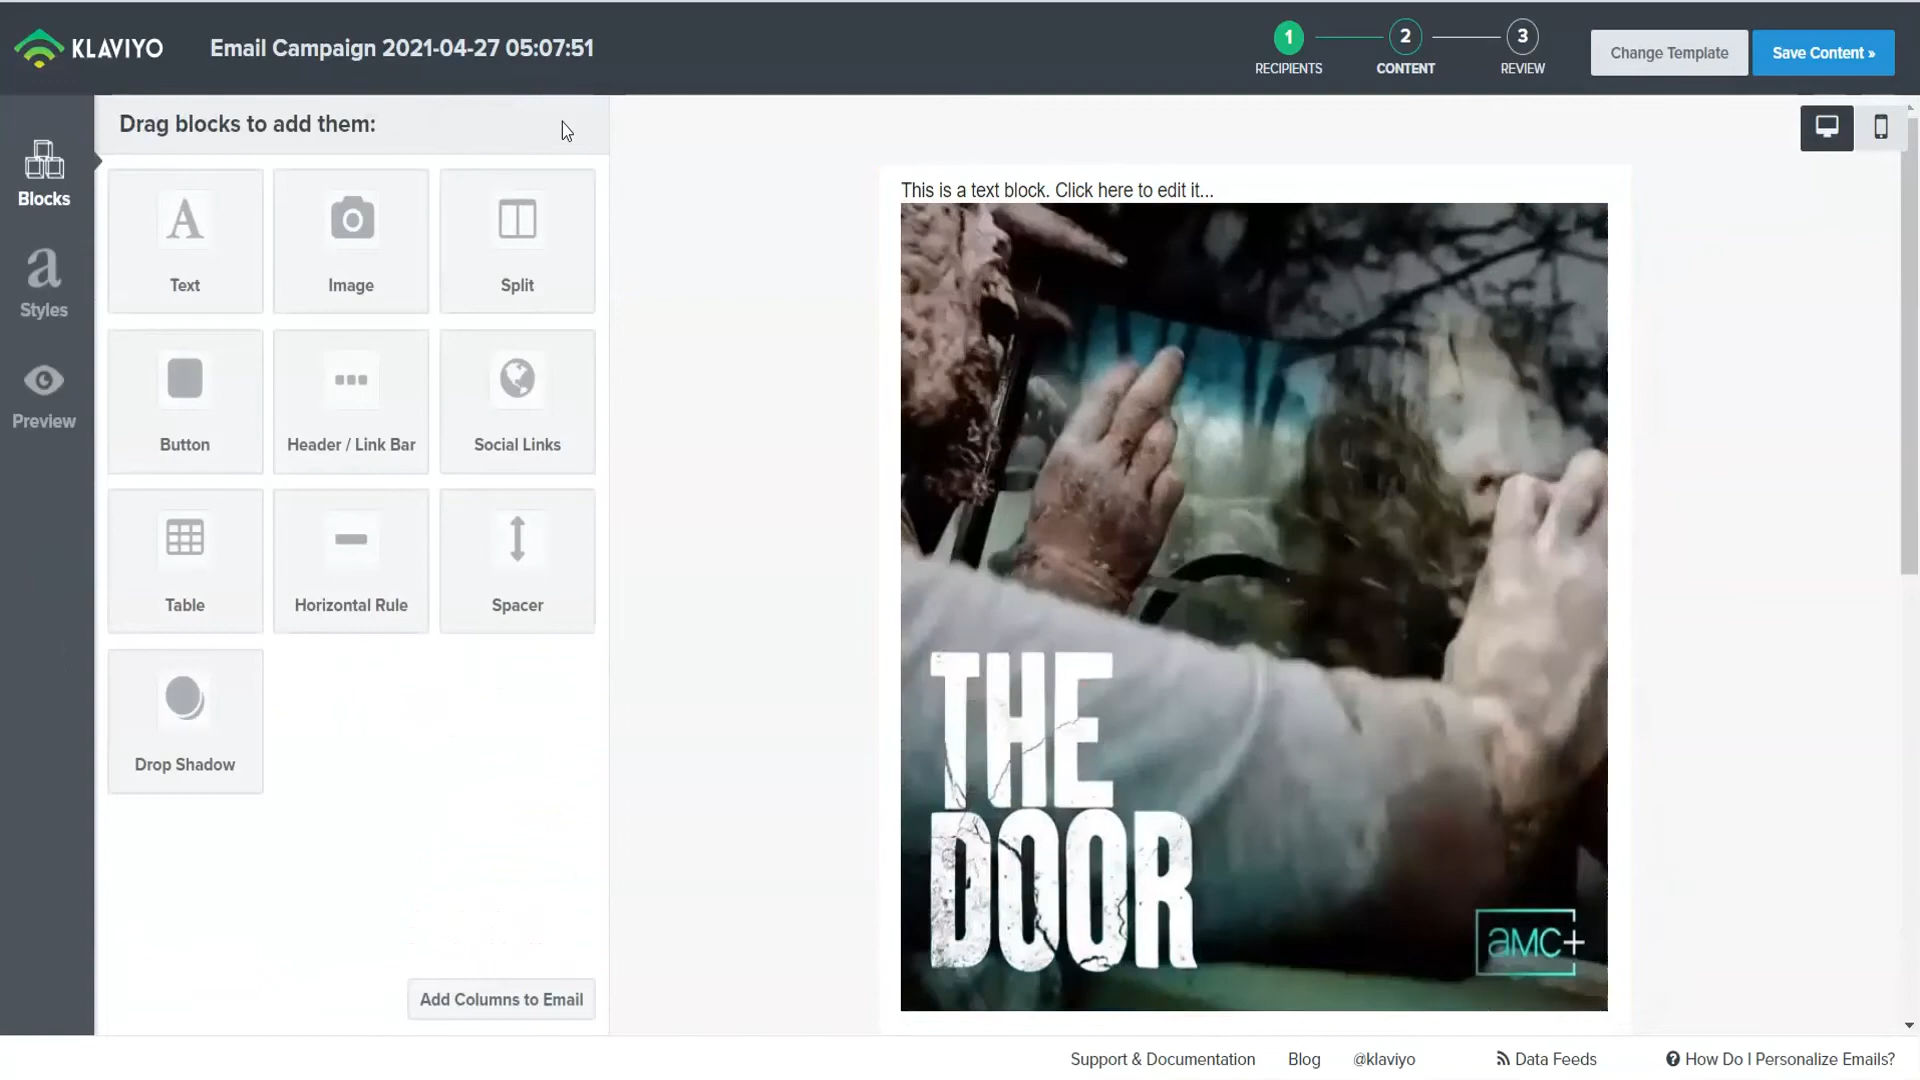 KLAVIYO
Email Campaign 2021-04-27 05:07:51
1
2
3
RECIPIENTS
CONTENT
REVIEW
Change Template
Save Content »
Drag blocks to add them:
Blocks
Styles
Preview
A
Text
Image
Split
Button
Header / Link Bar
Social Links
Table
Horizontal Rule
Spacer
Drop Shadow
Add Columns to Email
This is a text block. Click here to edit it...
THE
DOOR
aMC+
Support & Documentation
Blog
@klaviyo
Data Feeds
How Do I Personalize Emails?